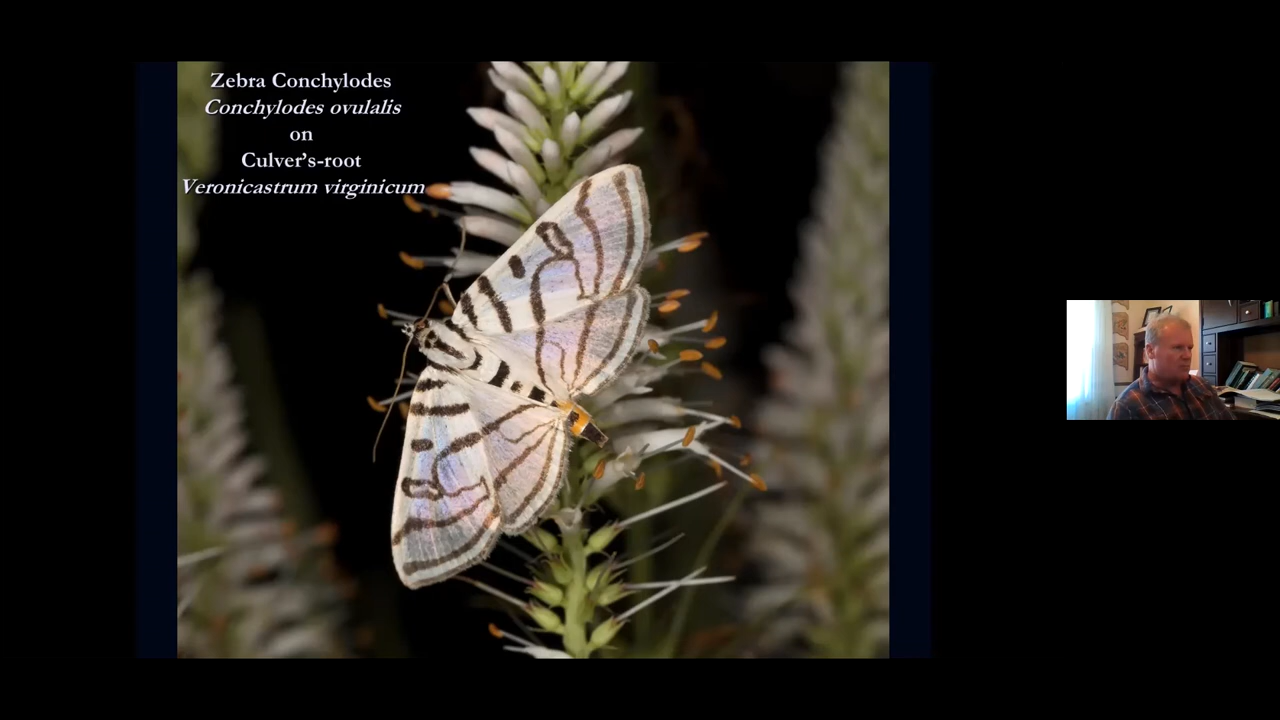 Zebra Conchylodes
Conchylodes ovulalis
on
Culver's-root
Veronicastrum virginicum